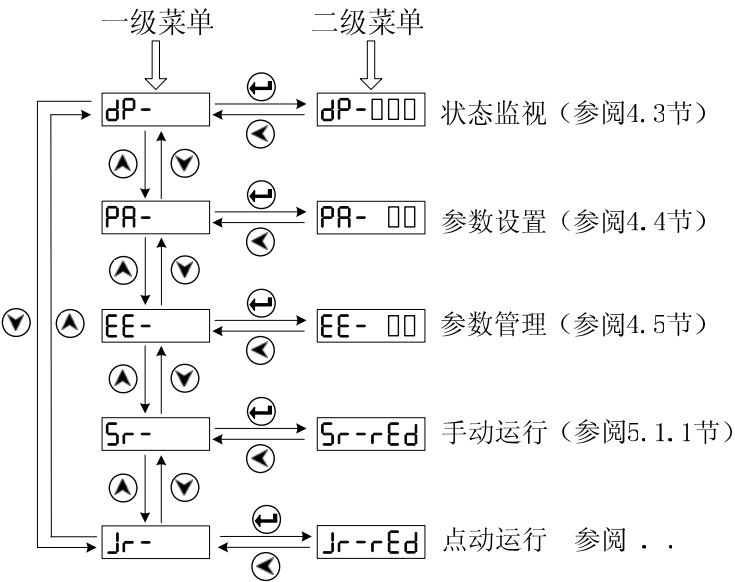 一级菜单 二级菜单
dP- dP-□□□ 状态监视（参阅4.3节）
PA- PA- □□ 参数设置（参阅4.4节）
EE- EE- □□ 参数管理（参阅4.5节）
Sr- Sr-rEd 手动运行（参阅5.1.1节）
Jr- Jr-rEd 点动运行 参阅 . .